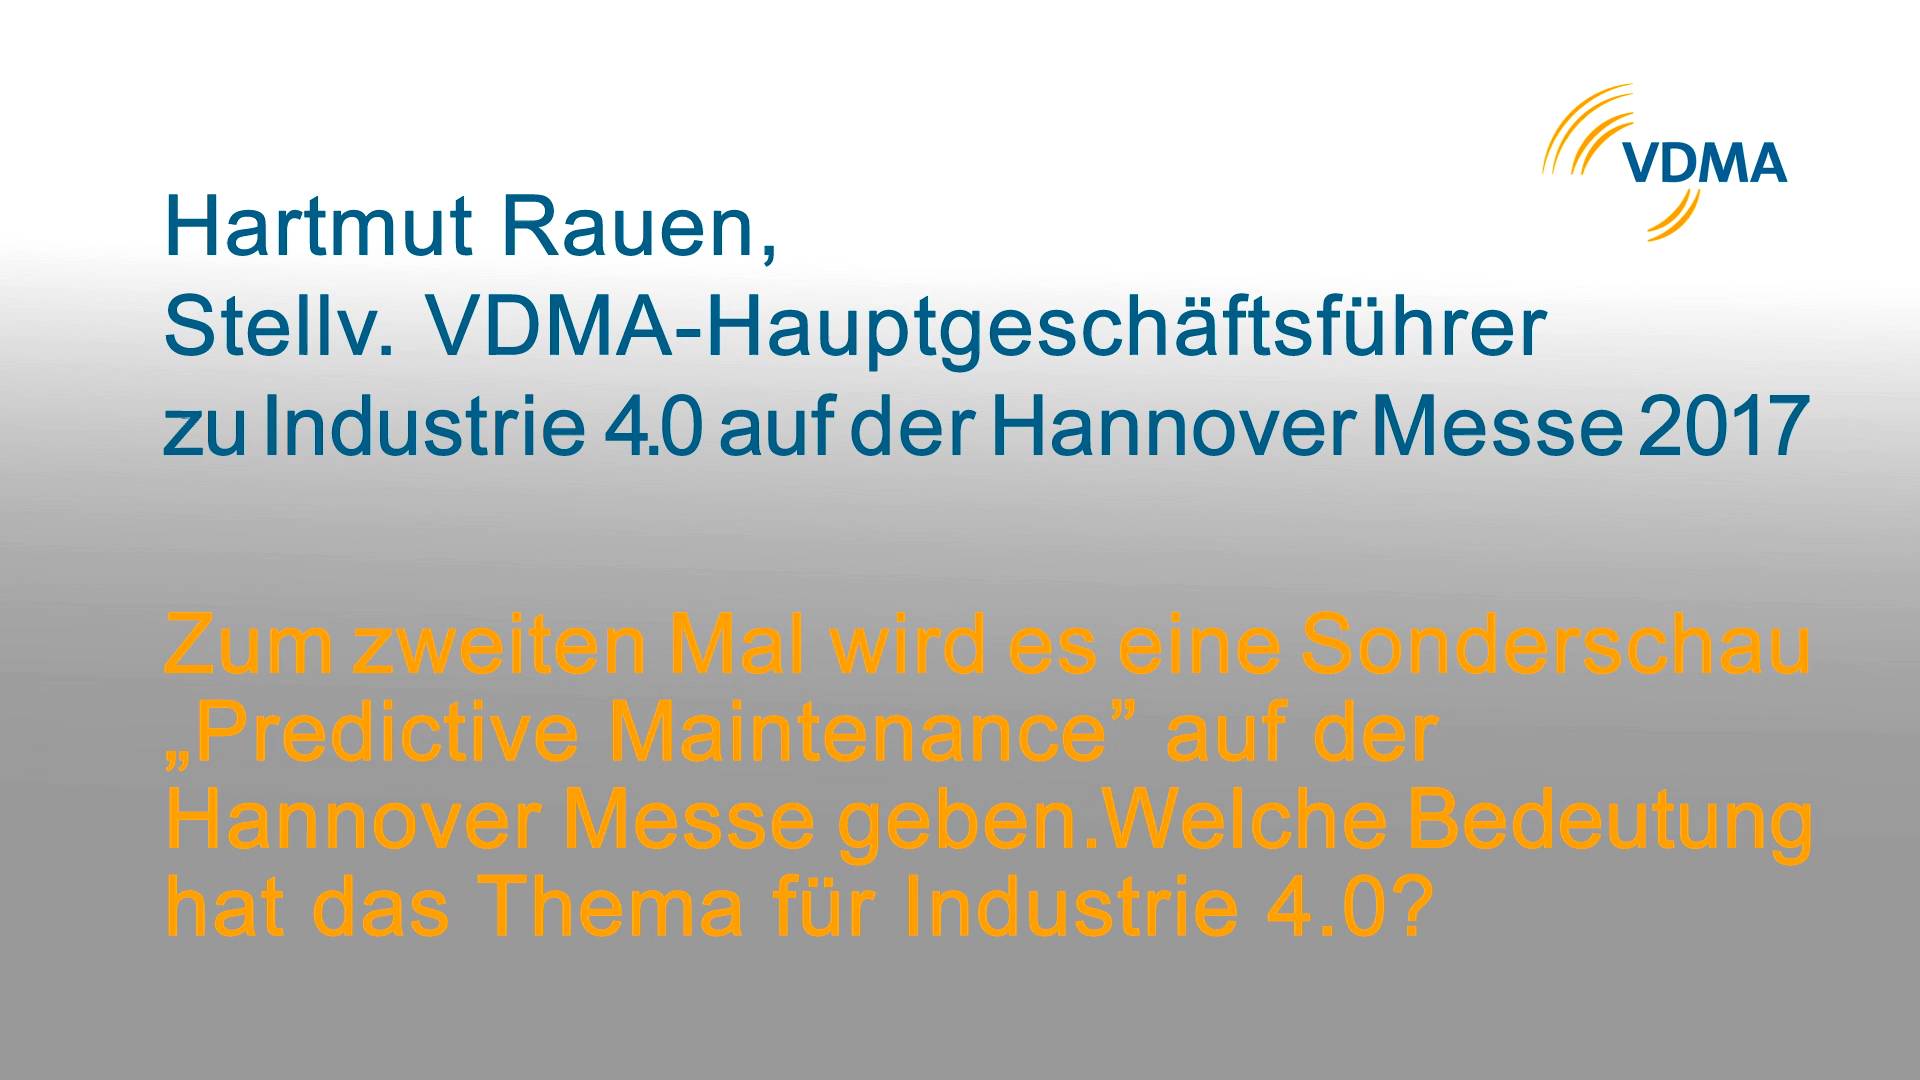 VDMA
Hartmut Rauen,
Stellv. VDMA-Hauptgeschäftsführer
zu Industrie 4.0 auf der Hannover Messe 2017
Zum zweiten Mal wird es eine Sonderschau
„Predictive Maintenance” auf der
Hannover Messe geben.Welche Bedeutung
hat das Thema für Industrie 4.0?